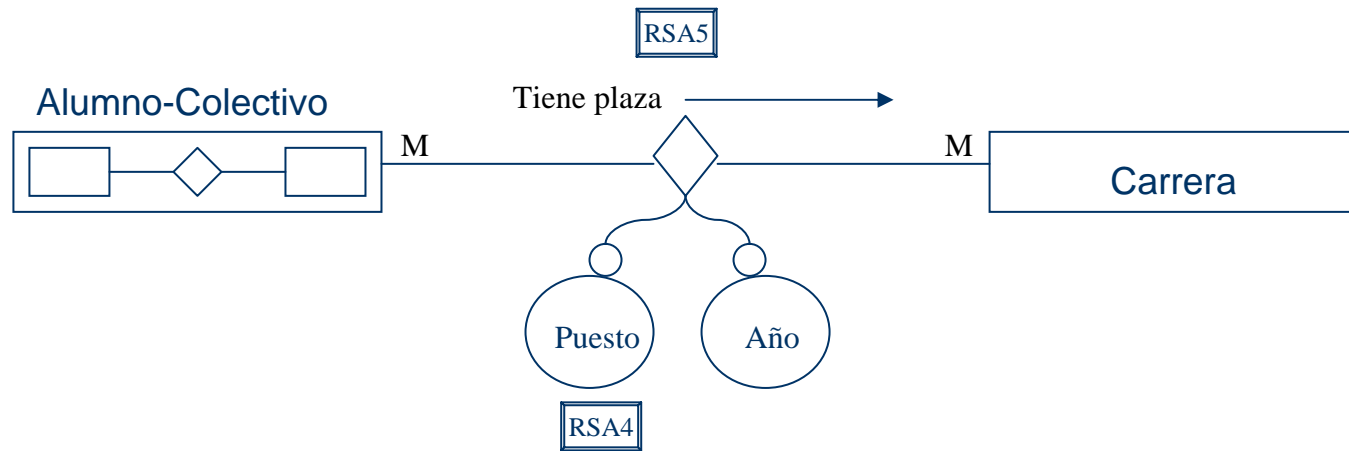 RSA5
Tiene plaza
Alumno-Colectivo
M
M
Carrera
Puesto
Año
RSA4